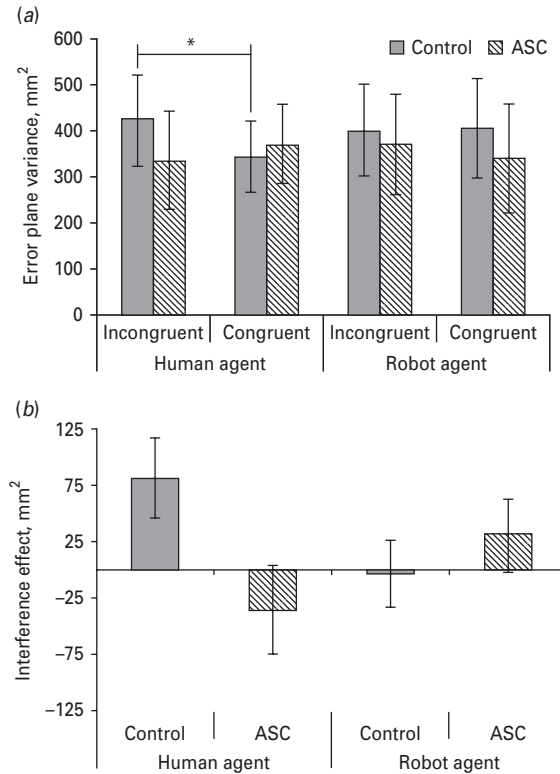 (a)
600
500
400
300
200
100
0
Error plane variance, mm²
*
Control ASC
Incongruent Congruent Incongruent Congruent
Human agent Robot agent
(b)
125
75
25
−25
−75
−125
Interference effect, mm²
Control ASC Control ASC
Human agent Robot agent